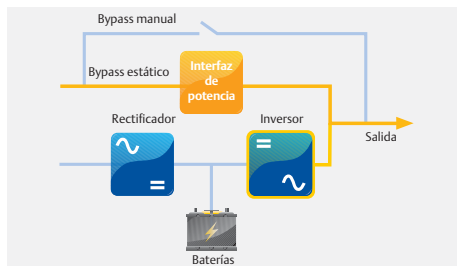 Bypass manual
Bypass estático
Interfaz
de
potencia
Rectificador
Inversor
Salida
Baterías